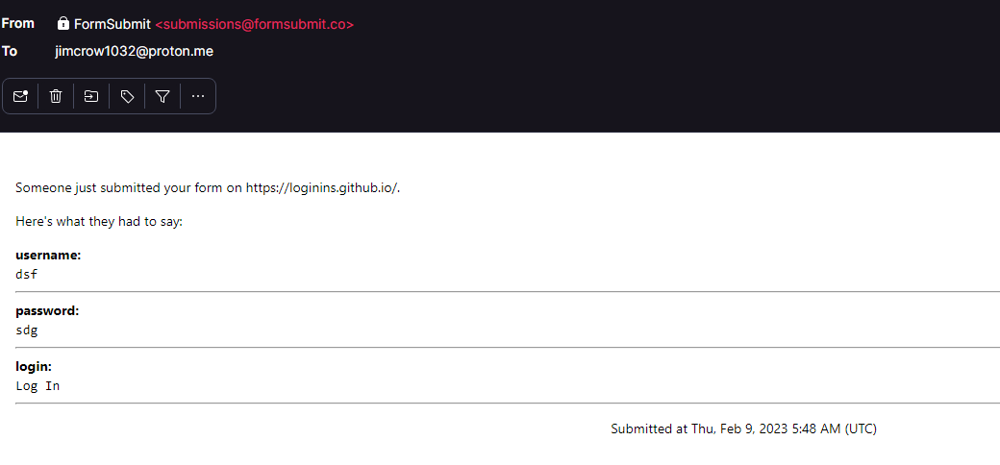 From FormSubmit <submissions@formsubmit.co>
To jimcrow1032@proton.me
Someone just submitted your form on https://loginins.github.io/.
Here's what they had to say:
username:
dsf
password:
sdg
login:
Log In
Submitted at Thu, Feb 9, 2023 5:48 AM (UTC)